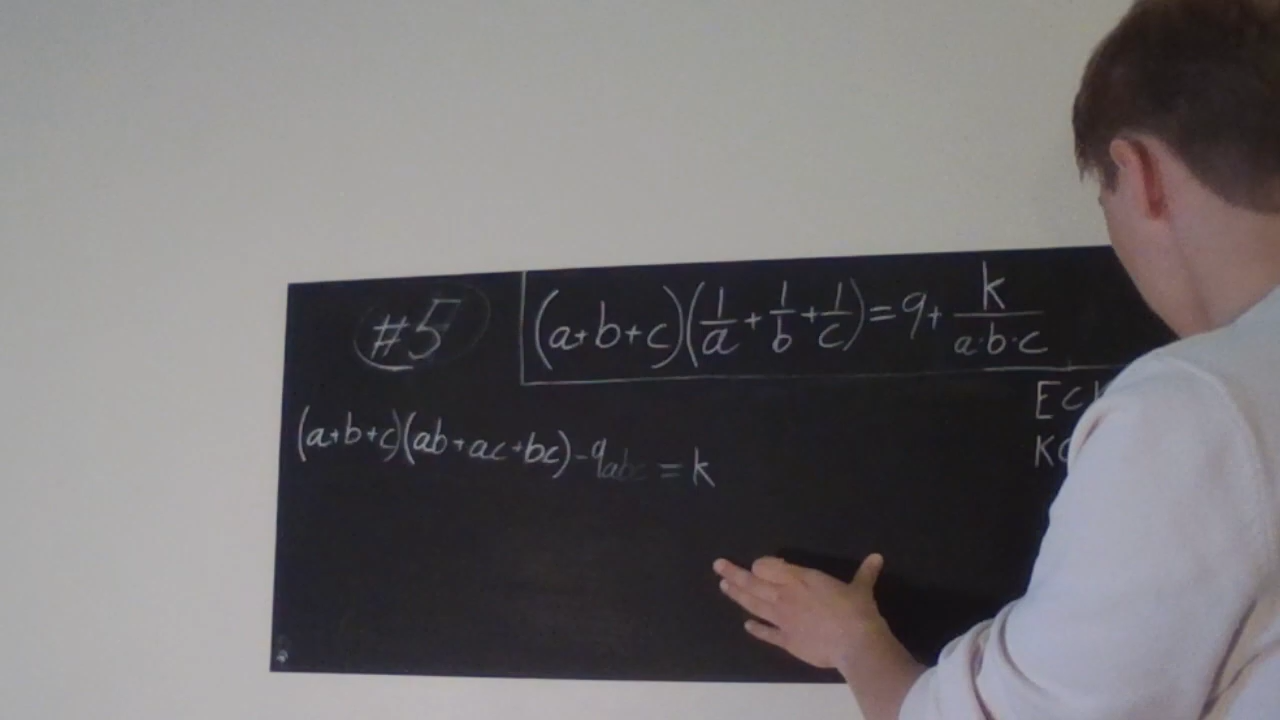 #5
(a+b+c)(1/a + 1/b + 1/c) = 9 + k/(a·b·c)
(a+b+c)(ab+ac+bc) - 9abc = k